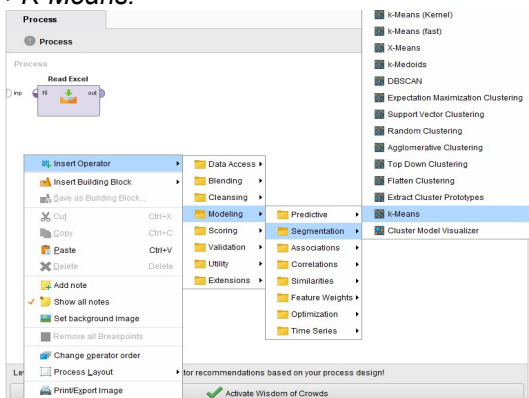 K-Means.
Process
Process
Process
Read Excel
inp
fil
out
Insert Operator
Insert Building Block
Save as Building Block...
Cut Ctrl+X
Copy Ctrl+C
Paste Ctrl+V
Delete Delete
Add note
Show all notes
Set background image
Remove all Breakpoints
Change operator order
Process Layout
Print/Export Image
Data Access
Blending
Cleansing
Modeling
Scoring
Validation
Utility
Extensions
Predictive
Segmentation
Associations
Correlations
Similarities
Feature Weights
Optimization
Time Series
k-Means (Kernel)
k-Means (fast)
X-Means
k-Medoids
DBSCAN
Expectation Maximization Clustering
Support Vector Clustering
Random Clustering
Agglomerative Clustering
Top Down Clustering
Flatten Clustering
Extract Cluster Prototypes
k-Means
Cluster Model Visualizer
tor recommendations based on your process design!
Activate Wisdom of Crowds